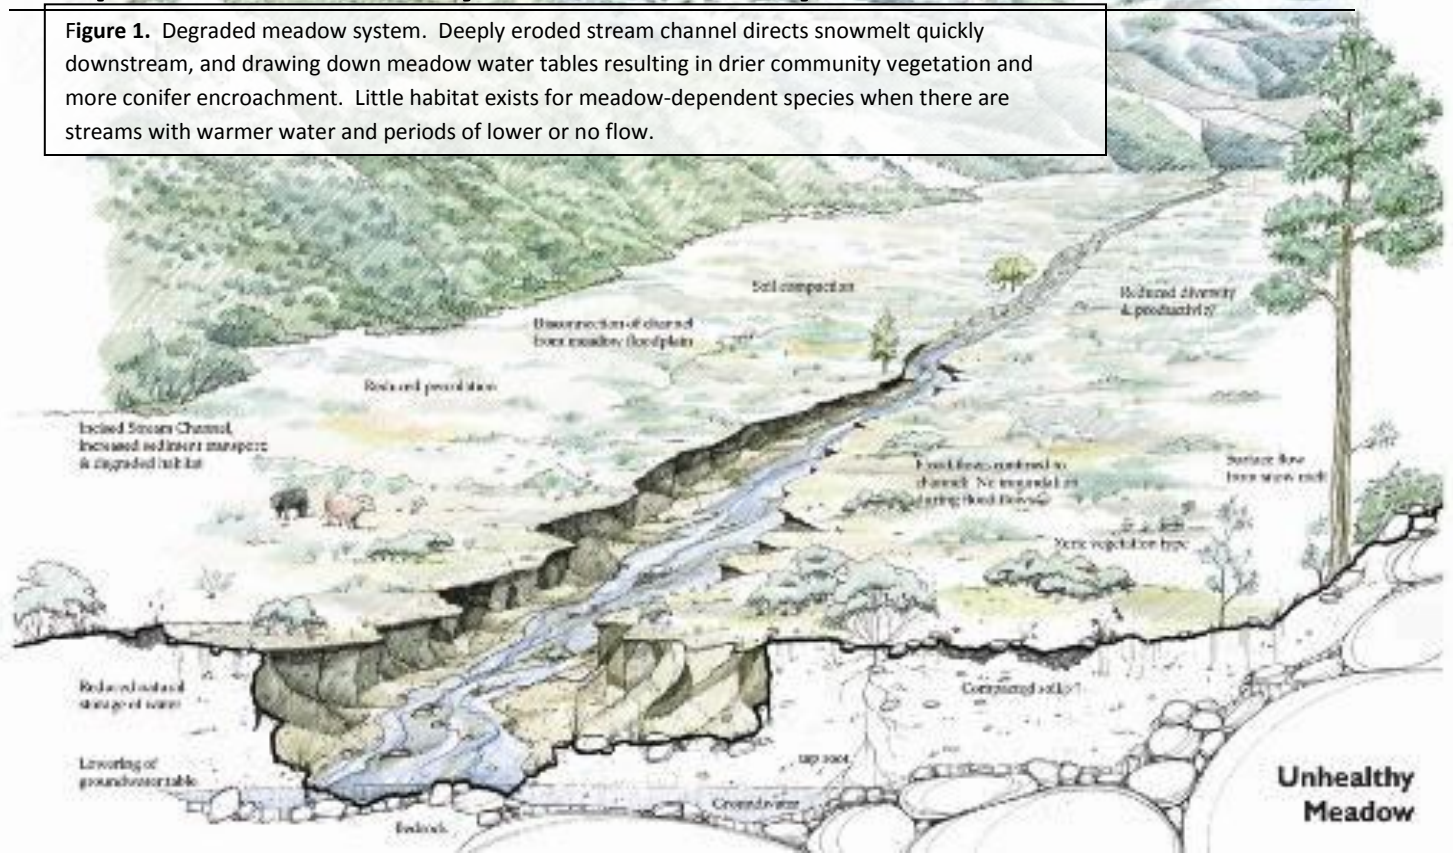 Figure 1. Degraded meadow system. Deeply eroded stream channel directs snowmelt quickly
downstream, and drawing down meadow water tables resulting in drier community vegetation and
more conifer encroachment. Little habitat exists for meadow-dependent species when there are
streams with warmer water and periods of lower or no flow.
Soil compaction
Reduced diversity
& productivity
Disconnection of channel
from meadow floodplain
Reduced percolation
Incised Stream Channel,
Increased sediment transport
& degraded habitat
Flood flows confined to
channel. No inundation
during flood flows
Surface flow
from snow melt
Xeric vegetation type
Reduced natural
storage of water
Compacted soils
Lowering of
groundwater table
tap root
Groundwater
Bedrock
Unhealthy
Meadow